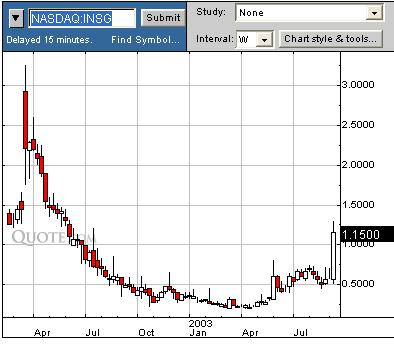 NASDAQ:INSG Submit
Study: None
Delayed 15 minutes. Find Symbol...
Interval: W Chart style & tools...
3.0000
2.5000
2.0000
1.5000
1.1500
1.0000
0.5000
QUOTE.COM
2003
Apr Jul Oct Jan Apr Jul